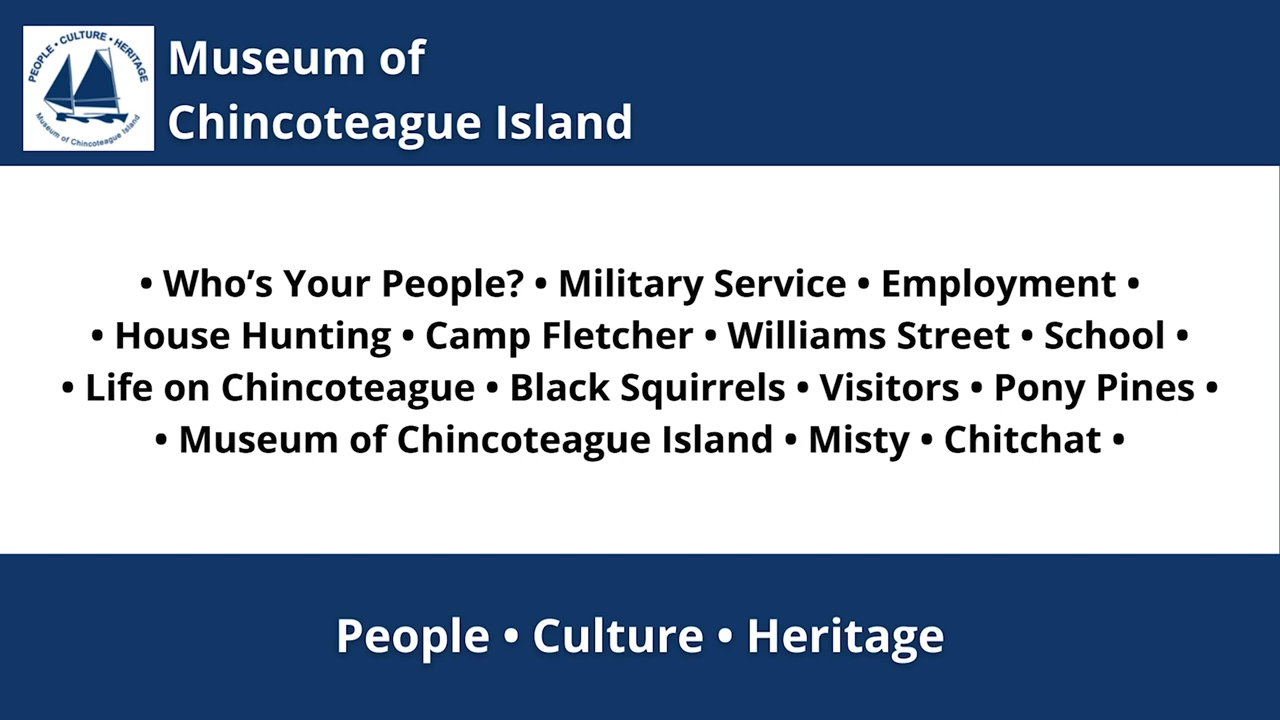 PEOPLE • CULTURE • HERITAGE
Museum of Chincoteague Island
Museum of
Chincoteague Island
• Who’s Your People? • Military Service • Employment •
• House Hunting • Camp Fletcher • Williams Street • School •
• Life on Chincoteague • Black Squirrels • Visitors • Pony Pines •
• Museum of Chincoteague Island • Misty • Chitchat •
People • Culture • Heritage